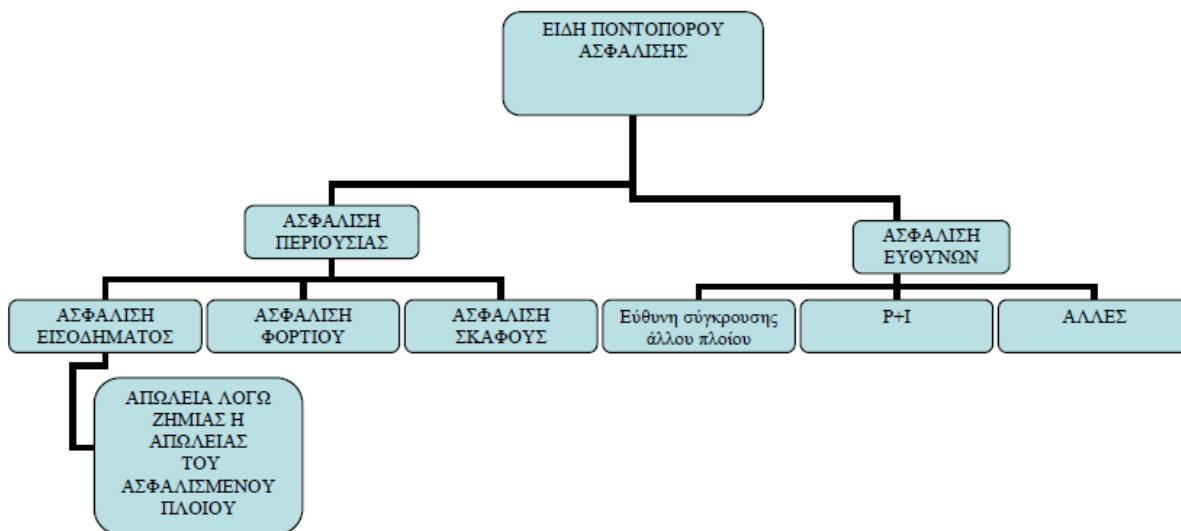 ΕΙΔΗ ΠΟΝΤΟΠΟΡΟΥ
ΑΣΦΑΛΙΣΗΣ
ΑΣΦΑΛΙΣΗ
ΠΕΡΙΟΥΣΙΑΣ
ΑΣΦΑΛΙΣΗ
ΕΥΘΥΝΩΝ
ΑΣΦΑΛΙΣΗ
ΕΙΣΟΔΗΜΑΤΟΣ
ΑΣΦΑΛΙΣΗ
ΦΟΡΤΙΟΥ
ΑΣΦΑΛΙΣΗ
ΣΚΑΦΟΥΣ
Εύθυνη σύγκρουσης
άλλου πλοίου
P+I
ΑΛΛΕΣ
ΑΠΩΛΕΙΑ ΛΟΓΩ
ΖΗΜΙΑΣ Η
ΑΠΩΛΕΙΑΣ
ΤΟΥ
ΑΣΦΑΛΙΣΜΕΝΟΥ
ΠΛΟΙΟΥ